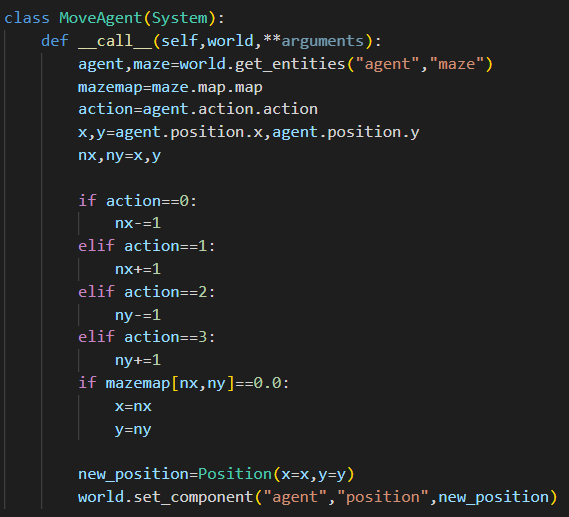 class MoveAgent(System):
    def __call__(self,world,**arguments):
        agent,maze=world.get_entities("agent","maze")
        mazemap=maze.map.map
        action=agent.action.action
        x,y=agent.position.x,agent.position.y
        nx,ny=x,y

        if action==0:
            nx-=1
        elif action==1:
            nx+=1
        elif action==2:
            ny-=1
        elif action==3:
            ny+=1
        if mazemap[nx,ny]==0.0:
            x=nx
            y=ny

        new_position=Position(x=x,y=y)
        world.set_component("agent","position",new_position)